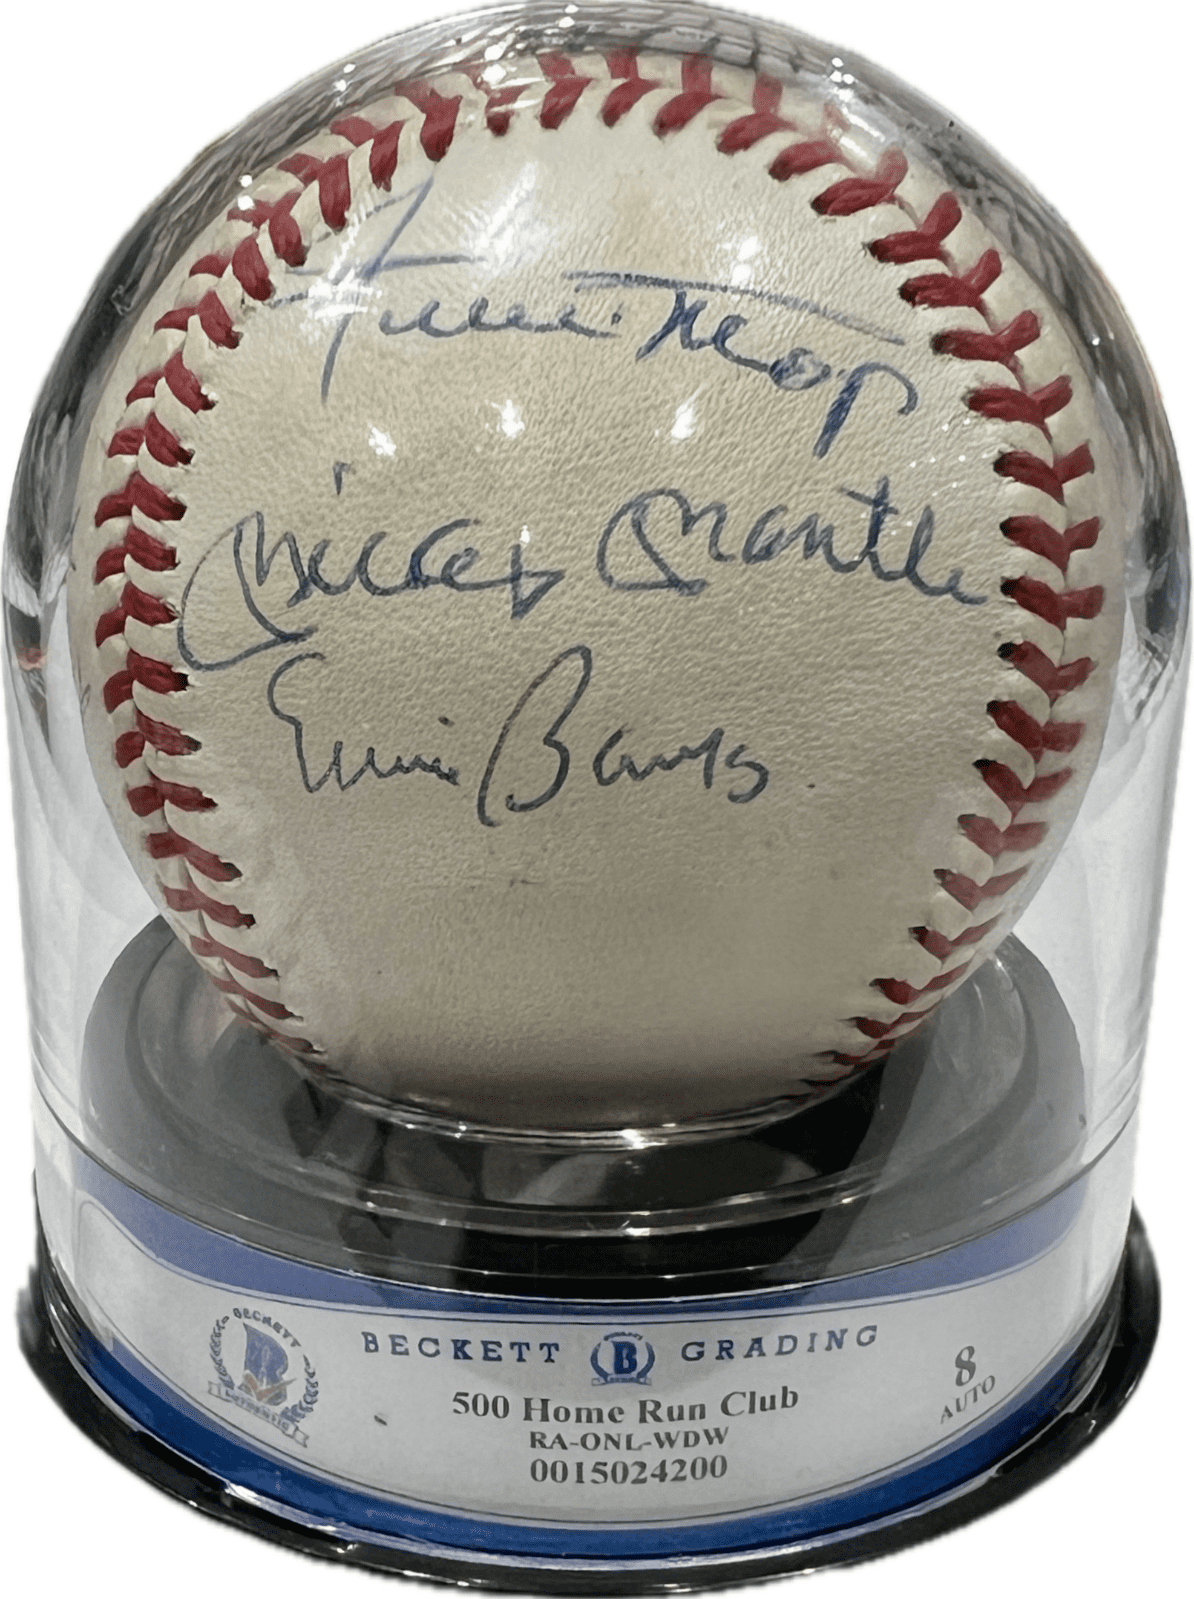 Willie Mays
Mickey Mantle
Ernie Banks
BECKETT
AUTHENTIC
BECKETT B GRADING
500 Home Run Club
RA-ONL-WDW
0015024200
8
AUTO